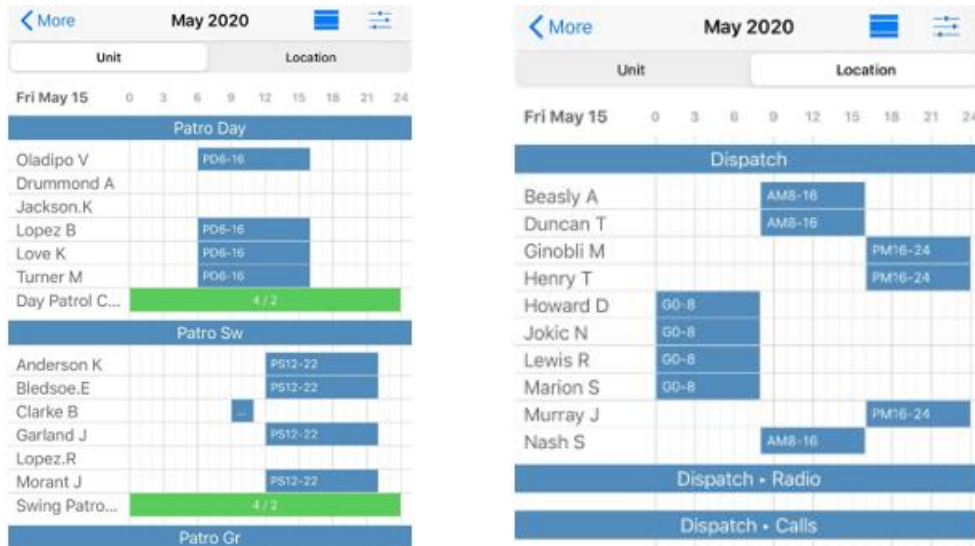 More May 2020
Unit Location
Fri May 15 0 3 6 9 12 15 18 21 24
Patro Day
Oladipo V PD6-16
Drummond A
Jackson.K
Lopez B PD6-16
Love K PD6-16
Turner M PD6-16
Day Patrol C...
4 / 2
Patro Sw
Anderson K PS12-22
Bledsoe.E PS12-22
Clarke B ...
Garland J PS12-22
Lopez.R
Morant J PS12-22
Swing Patro...
4 / 2
Patro Gr
More May 2020
Unit Location
Fri May 15 0 3 6 9 12 15 18 21 24
Dispatch
Beasly A AM8-16
Duncan T AM8-16
Ginobli M PM16-24
Henry T PM16-24
Howard D G0-8
Jokic N G0-8
Lewis R G0-8
Marion S G0-8
Murray J PM16-24
Nash S AM8-16
Dispatch • Radio
Dispatch • Calls